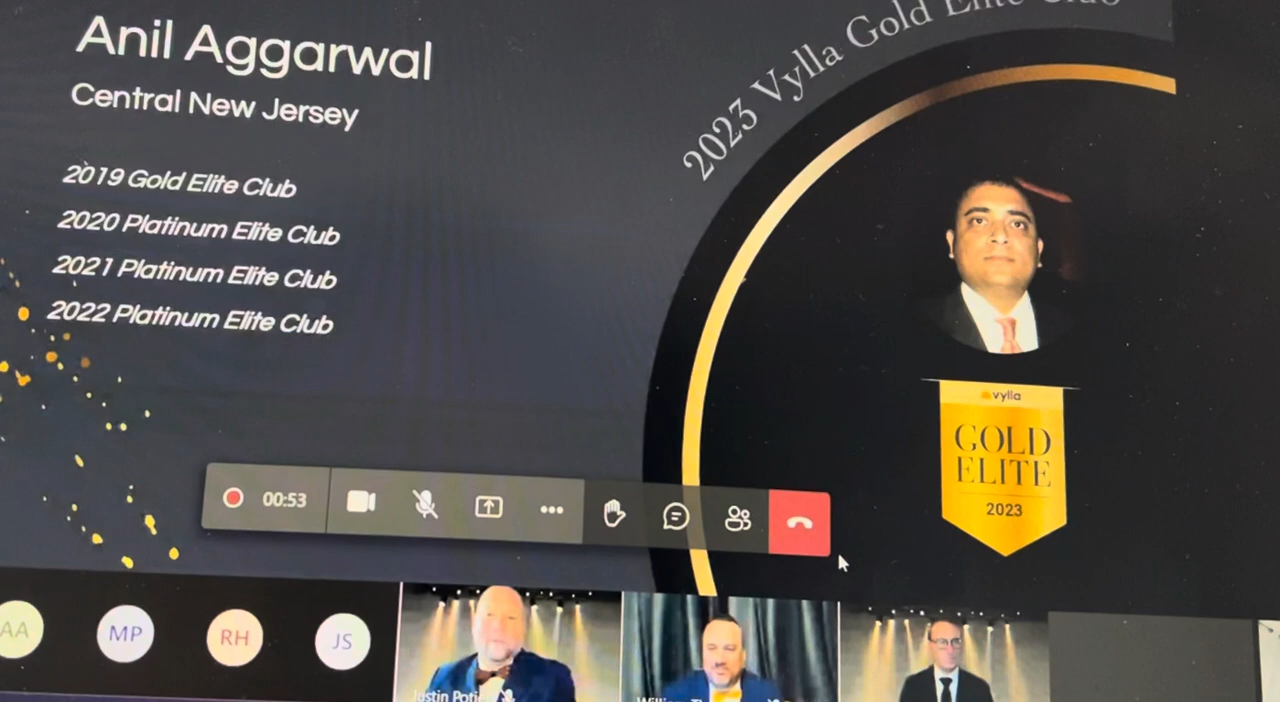 Anil Aggarwal
Central New Jersey
2019 Gold Elite Club
2020 Platinum Elite Club
2021 Platinum Elite Club
2022 Platinum Elite Club
2023 Vylla Gold Elite Club
vylla
GOLD
ELITE
2023
00:53
AA
MP
RH
JS
Justin